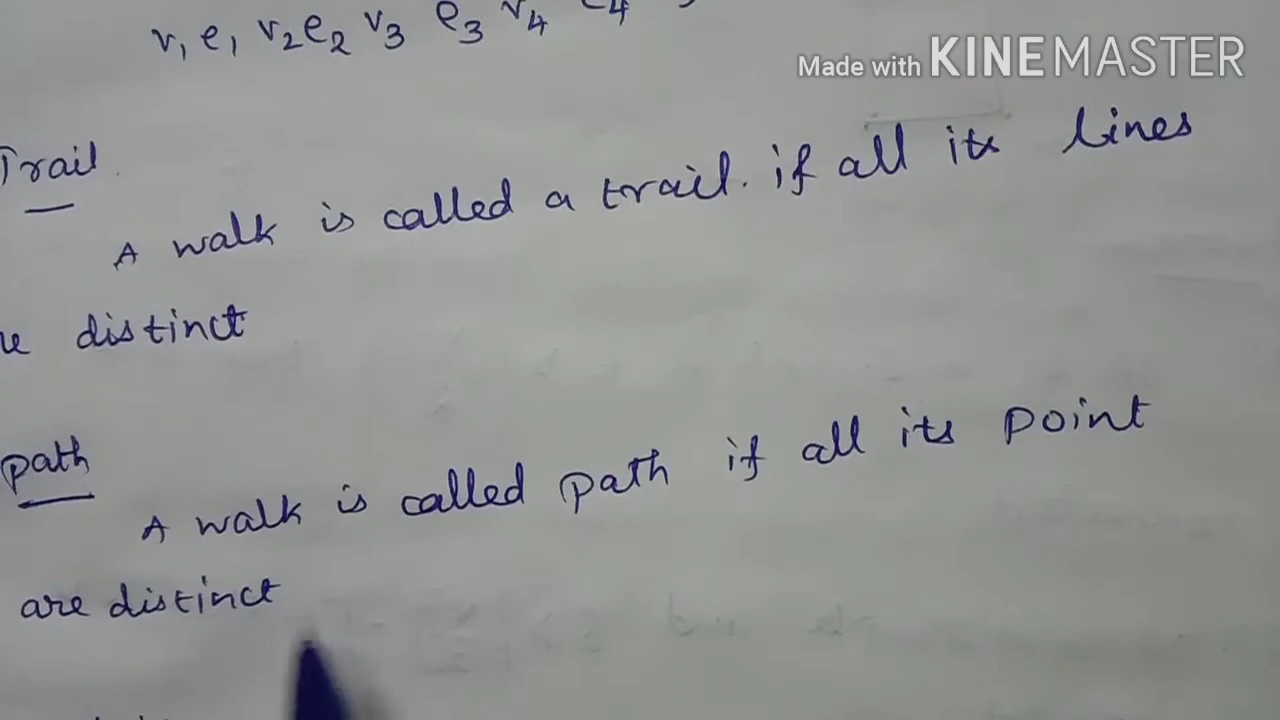 v₁ e₁ v₂ e₂ v₃ e₃ v₄
Made with KINEMASTER
Trail
A walk is called a trail. if all its lines
distinct
path
A walk is called path if all its point
are distinct